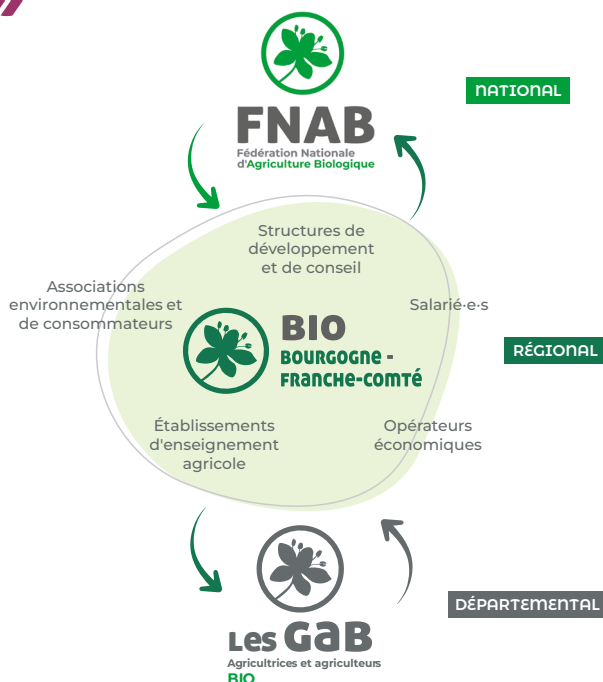 NATIONAL
FNAB
Fédération Nationale
d'Agriculture Biologique
Structures de
développement
et de conseil
Associations
environnementales et
de consommateurs
Salarié·e·s
BIO
BOURGOGNE -
FRANCHE-COMTÉ
RÉGIONAL
Établissements
d'enseignement
agricole
Opérateurs
économiques
DÉPARTEMENTAL
Les GaB
Agricultrices et agriculteurs
BIO